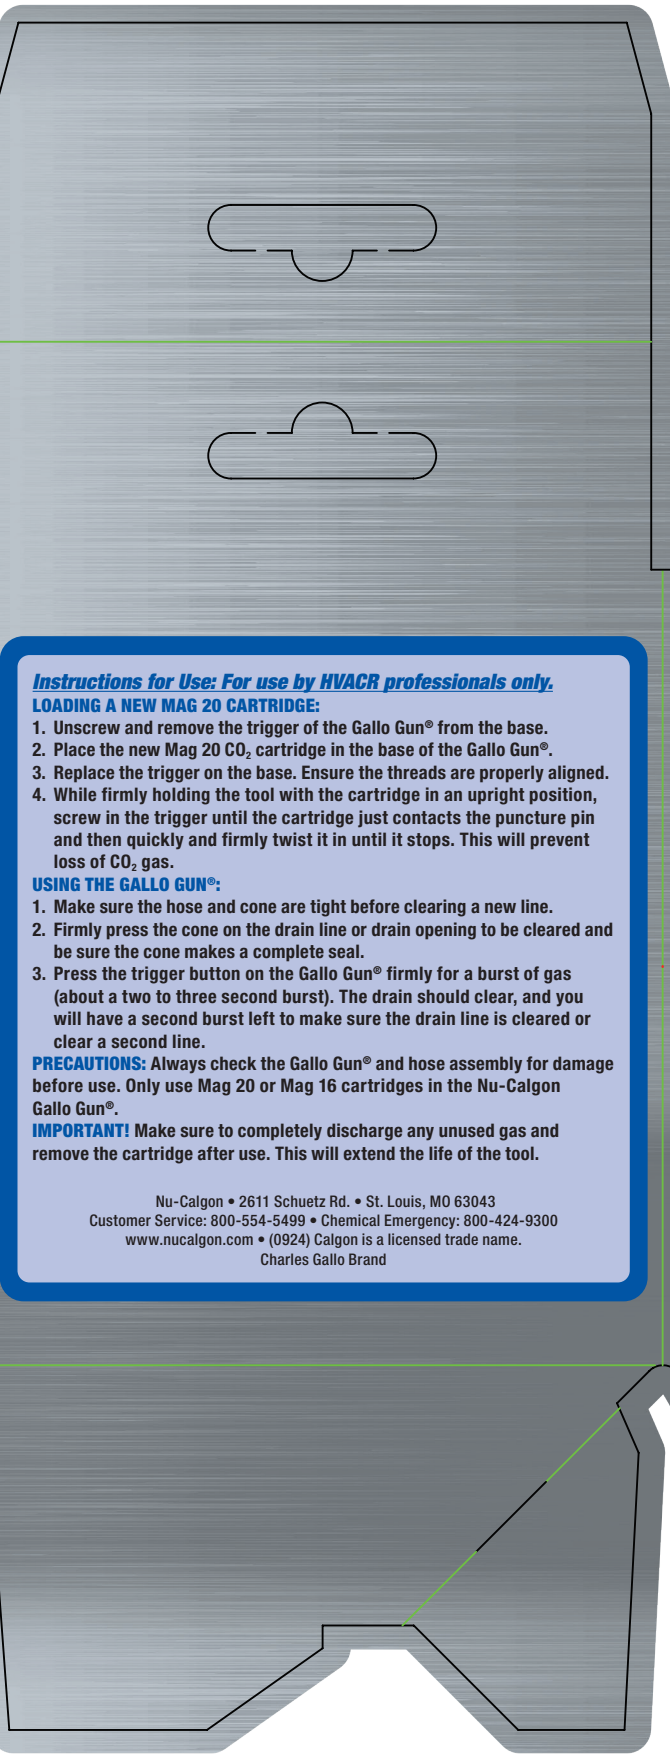 Instructions for Use: For use by HVACR professionals only.
LOADING A NEW MAG 20 CARTRIDGE:
1. Unscrew and remove the trigger of the Gallo Gun® from the base.
2. Place the new Mag 20 CO₂ cartridge in the base of the Gallo Gun®.
3. Replace the trigger on the base. Ensure the threads are properly aligned.
4. While firmly holding the tool with the cartridge in an upright position,
screw in the trigger until the cartridge just contacts the puncture pin
and then quickly and firmly twist it in until it stops. This will prevent
loss of CO₂ gas.
USING THE GALLO GUN®:
1. Make sure the hose and cone are tight before clearing a new line.
2. Firmly press the cone on the drain line or drain opening to be cleared and
be sure the cone makes a complete seal.
3. Press the trigger button on the Gallo Gun® firmly for a burst of gas
(about a two to three second burst). The drain should clear, and you
will have a second burst left to make sure the drain line is cleared or
clear a second line.
PRECAUTIONS: Always check the Gallo Gun® and hose assembly for damage
before use. Only use Mag 20 or Mag 16 cartridges in the Nu-Calgon
Gallo Gun®.
IMPORTANT! Make sure to completely discharge any unused gas and
remove the cartridge after use. This will extend the life of the tool.
Nu-Calgon • 2611 Schuetz Rd. • St. Louis, MO 63043
Customer Service: 800-554-5499 • Chemical Emergency: 800-424-9300
www.nucalgon.com • (0924) Calgon is a licensed trade name.
Charles Gallo Brand